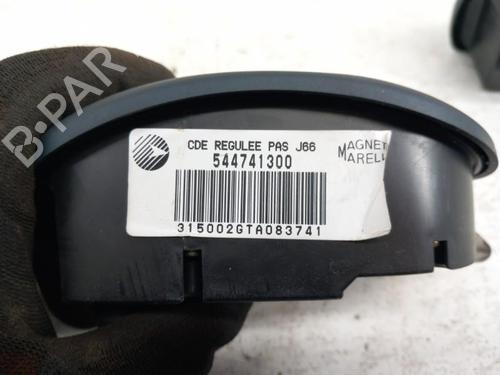 B-PAR
CDE REGULEE PAS J66
544741300
MAGNET
MARELL
315002GTA083741